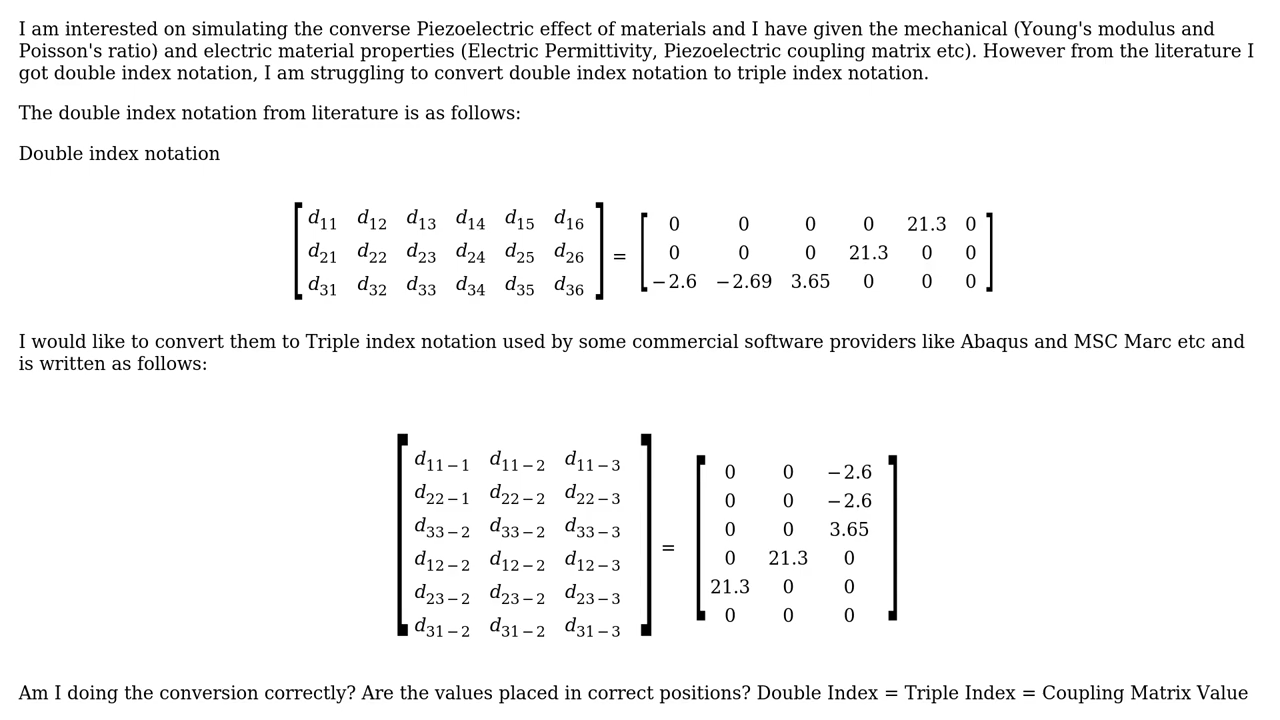 I am interested on simulating the converse Piezoelectric effect of materials and I have given the mechanical (Young's modulus and
Poisson's ratio) and electric material properties (Electric Permittivity, Piezoelectric coupling matrix etc). However from the literature I
got double index notation, I am struggling to convert double index notation to triple index notation.
The double index notation from literature is as follows:
Double index notation
d11 d12 d13 d14 d15 d16
d21 d22 d23 d24 d25 d26
d31 d32 d33 d34 d35 d36
=
0 0 0 0 21.3 0
0 0 0 21.3 0 0
−2.6 −2.69 3.65 0 0 0
I would like to convert them to Triple index notation used by some commercial software providers like Abaqus and MSC Marc etc and
is written as follows:
d11−1 d11−2 d11−3
d22−1 d22−2 d22−3
d33−2 d33−2 d33−3
d12−2 d12−2 d12−3
d23−2 d23−2 d23−3
d31−2 d31−2 d31−3
=
0 0 −2.6
0 0 −2.6
0 0 3.65
0 21.3 0
21.3 0 0
0 0 0
Am I doing the conversion correctly? Are the values placed in correct positions? Double Index = Triple Index = Coupling Matrix Value